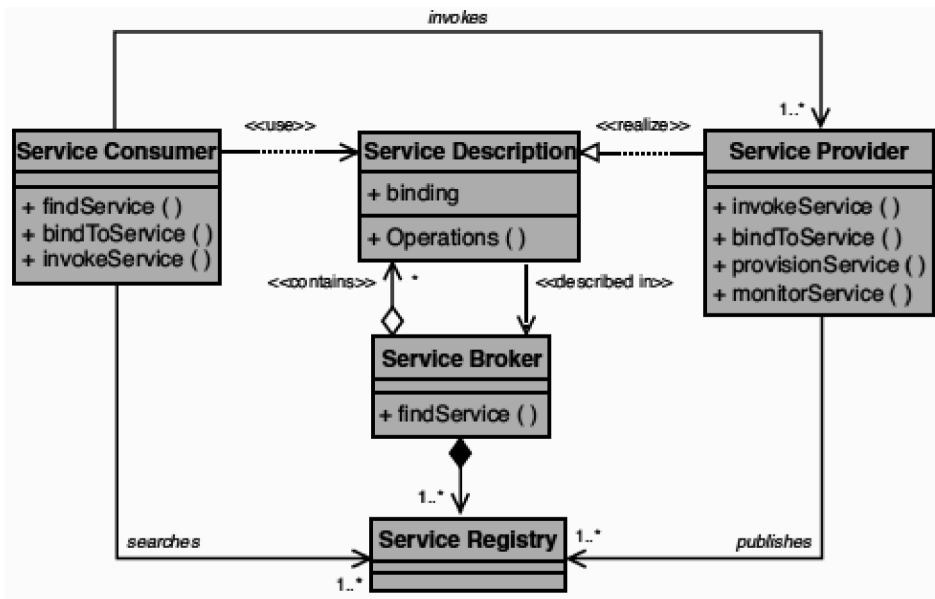 invokes
1..*
<<use>>
<<realize>>
Service Consumer
Service Description
Service Provider
+ binding
+ findService ( )
+ bindToService ( )
+ invokeService ( )
+ Operations ( )
+ invokeService ( )
+ bindToService ( )
+ provisionService ( )
+ monitorService ( )
<<contains>>
*
<<described in>>
Service Broker
+ findService ( )
1..*
searches
Service Registry
1..*
publishes
1..*